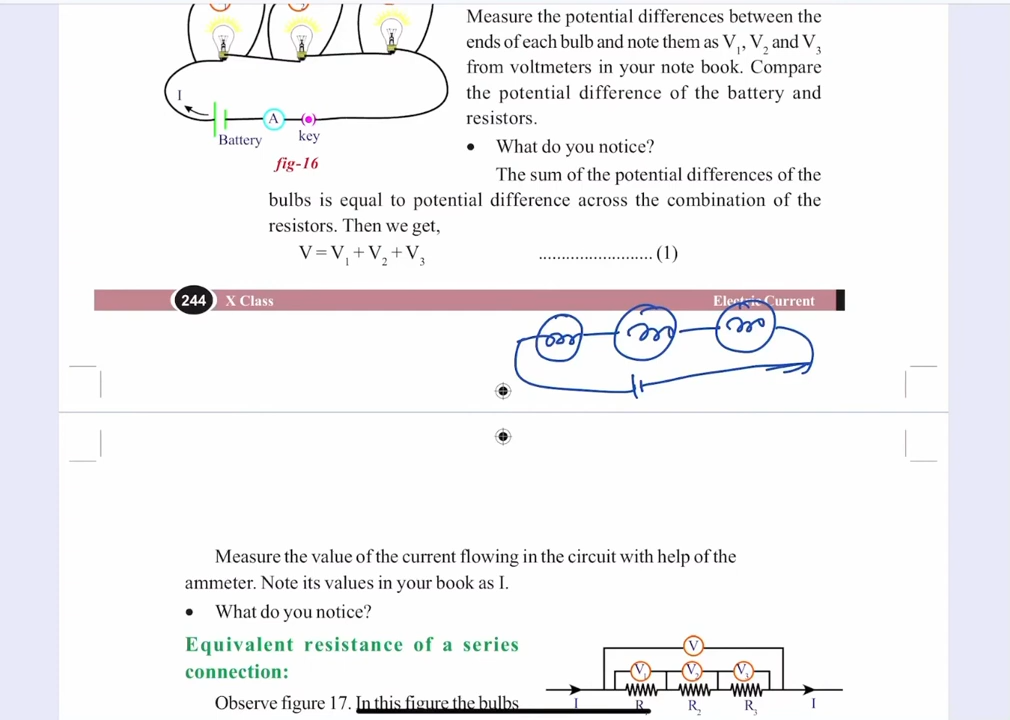 Measure the potential differences between the
ends of each bulb and note them as V₁, V₂ and V₃
from voltmeters in your note book. Compare
the potential difference of the battery and
resistors.
I
A
Battery
key
fig-16
• What do you notice?
The sum of the potential differences of the
bulbs is equal to potential difference across the combination of the
resistors. Then we get,
V = V₁ + V₂ + V₃ ......................... (1)
244 X Class Electric Current
Measure the value of the current flowing in the circuit with help of the
ammeter. Note its values in your book as I.
• What do you notice?
Equivalent resistance of a series
connection:
Observe figure 17. In this figure the bulbs
V
V₁ V₂ V₃
I R₁ R₂ R₃ I